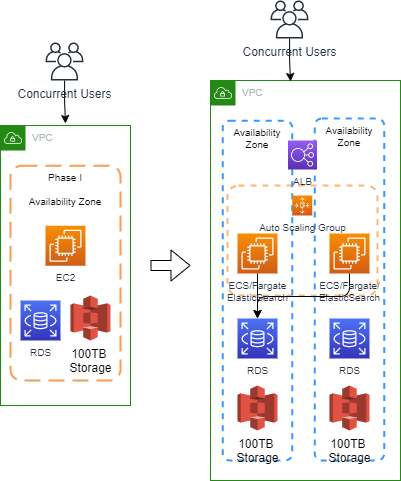 Concurrent Users
VPC
Phase I
Availability Zone
EC2
RDS
100TB
Storage
Concurrent Users
VPC
Availability
Zone
Availability
Zone
ALB
Auto Scaling Group
ECS/Fargate/
ElasticSearch
ECS/Fargate/
ElasticSearch
RDS
RDS
100TB
Storage
100TB
Storage